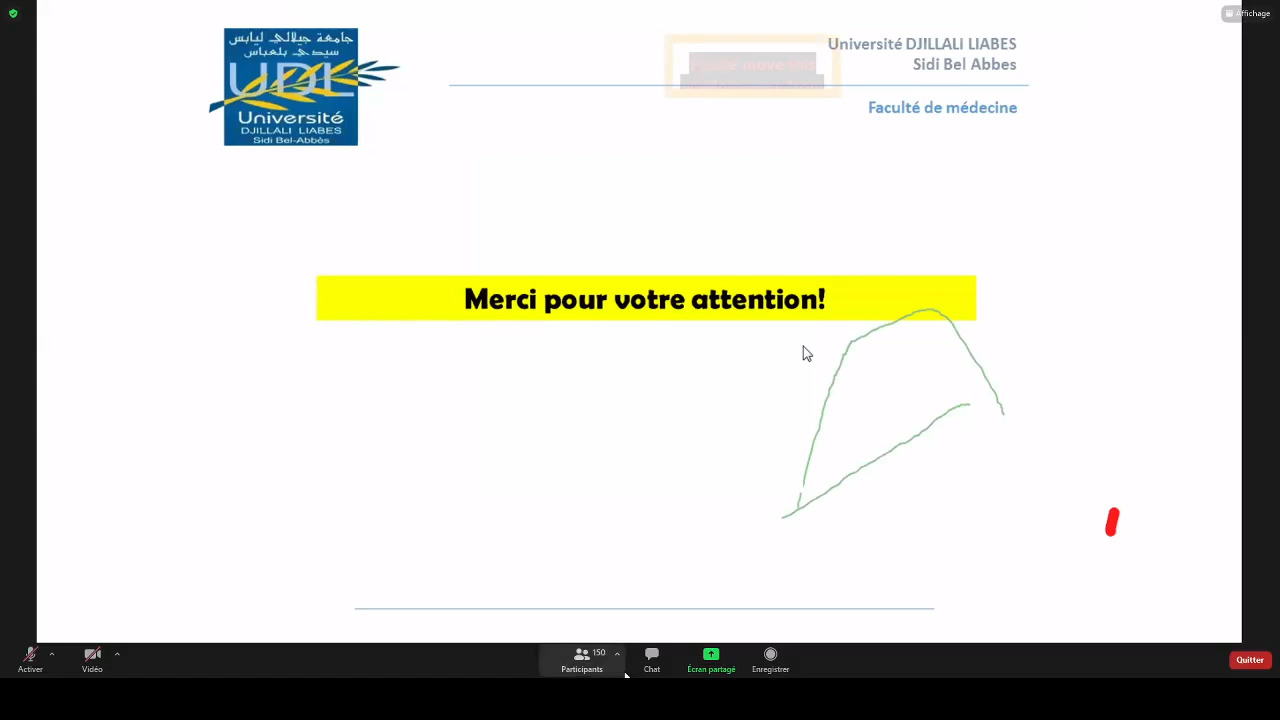 Affichage
جامعة جيلالي ليابس
سيدي بلعباس
UDL
Université
DJILLALI LIABES
Sidi Bel-Abbès
Université DJILLALI LIABES
Sidi Bel Abbes
Faculté de médecine
Merci pour votre attention!
Activer
Vidéo
150
Participants
Chat
Écran partagé
Enregistrer
Quitter